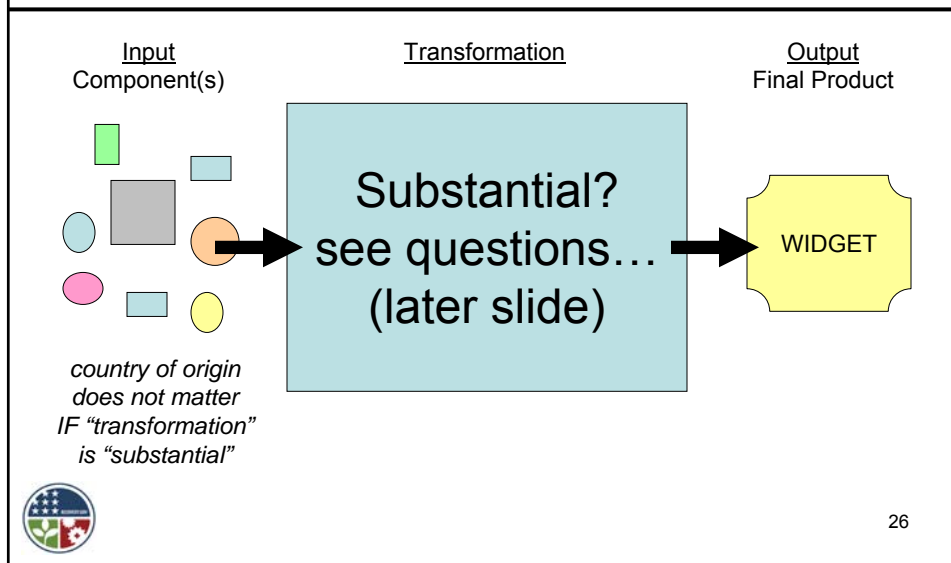 Input
Component(s)
Transformation
Output
Final Product
Substantial?
see questions…
(later slide)
WIDGET
country of origin
does not matter
IF “transformation”
is “substantial”
26